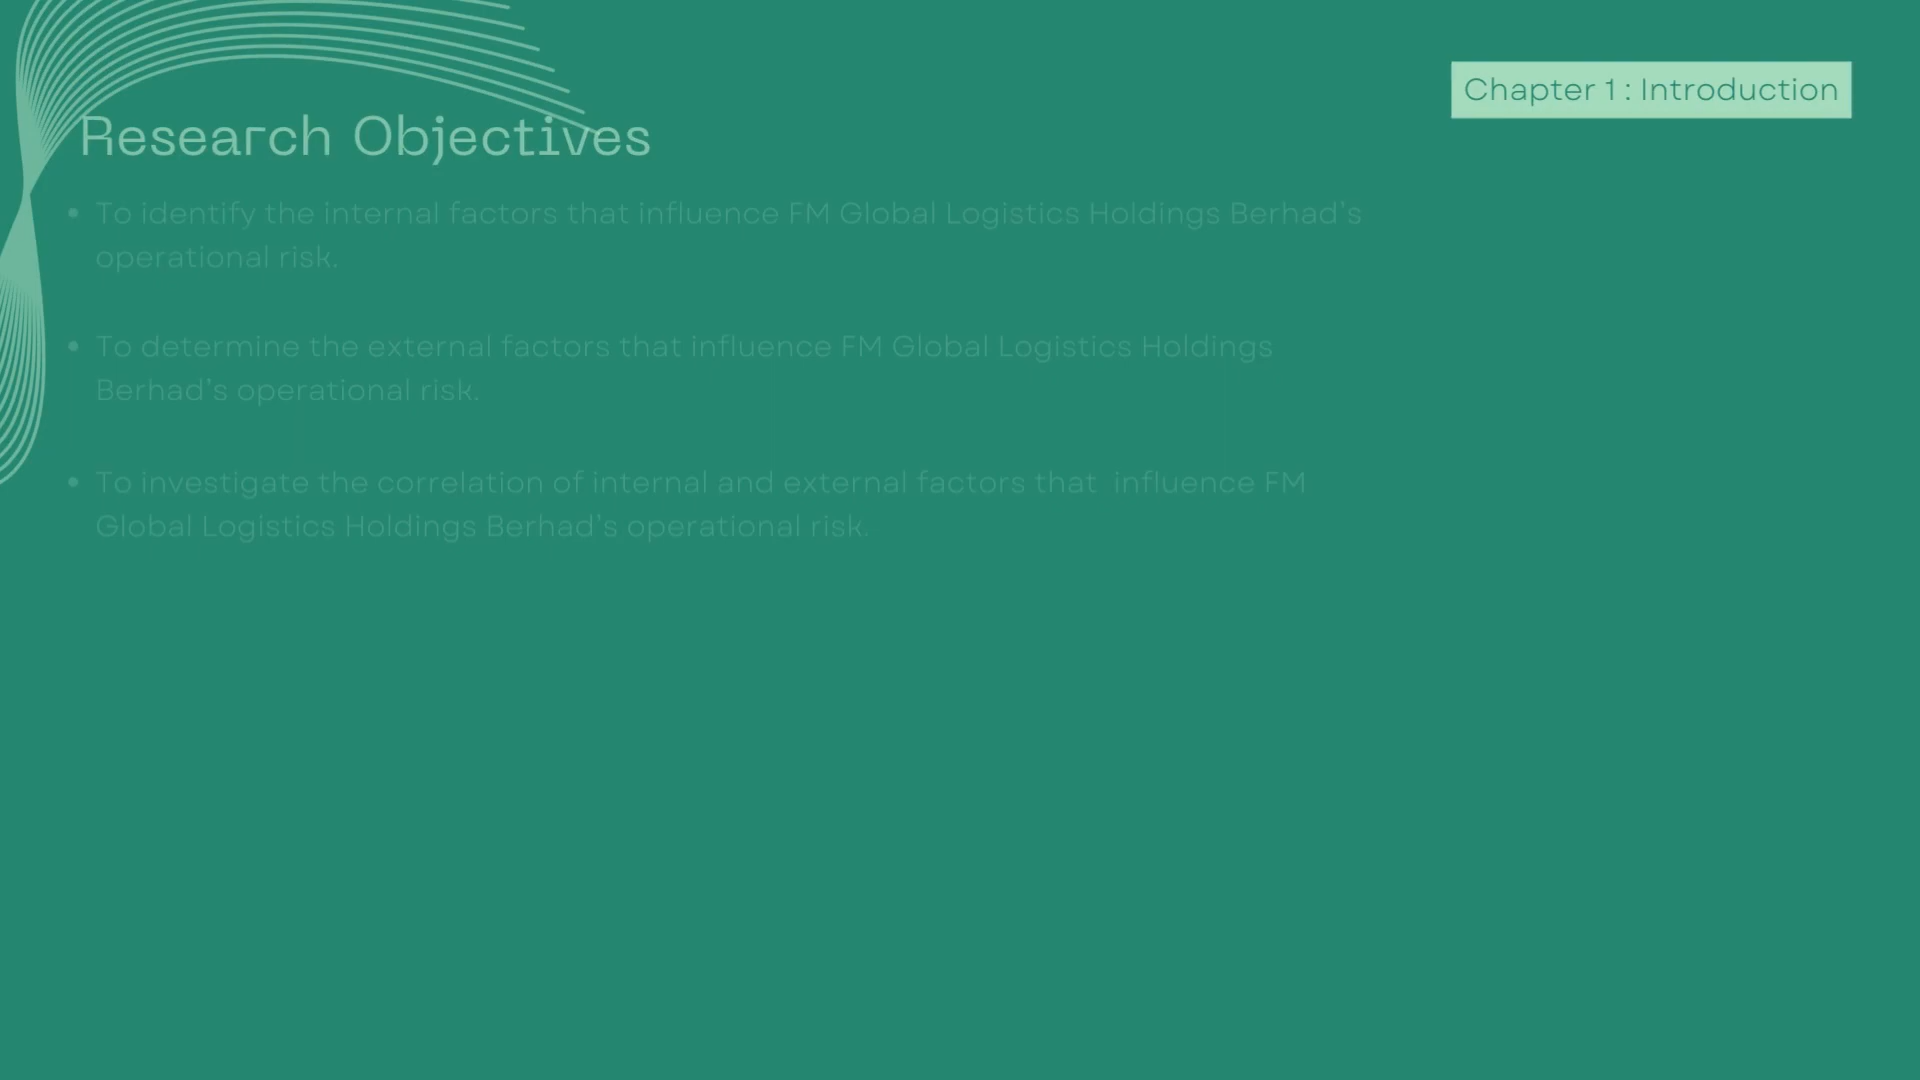 Chapter 1 : Introduction
Research Objectives
• To identify the internal factors that influence FM Global Logistics Holdings Berhad's
operational risk.
• To determine the external factors that influence FM Global Logistics Holdings
Berhad's operational risk.
• To investigate the correlation of internal and external factors that  influence FM
Global Logistics Holdings Berhad's operational risk.